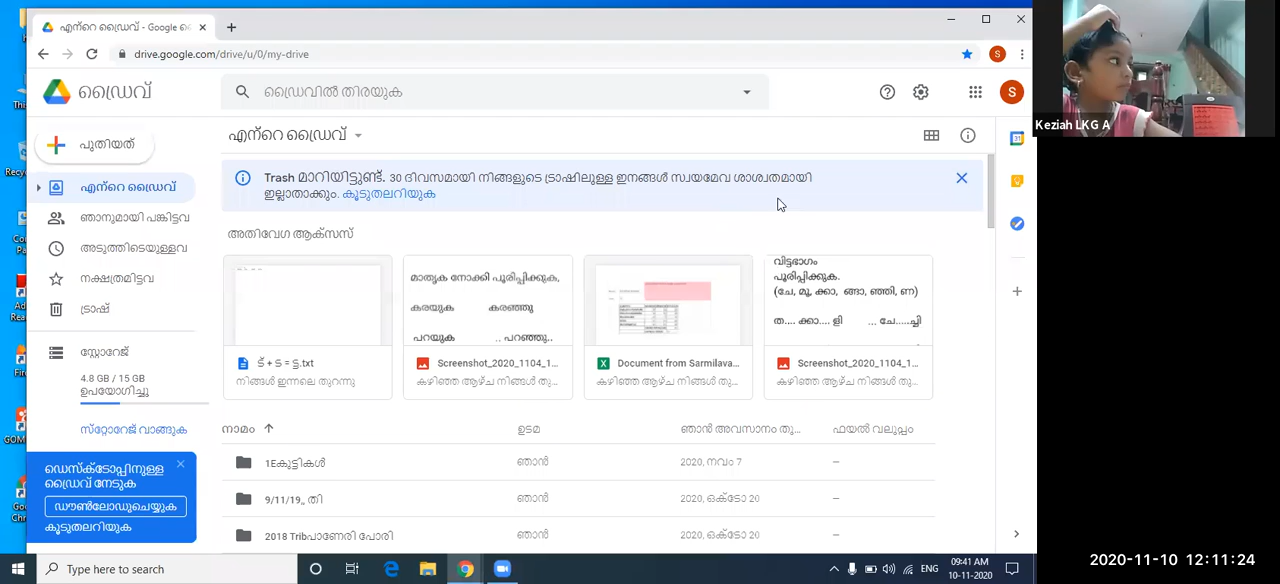 എന്റെ ഡ്രൈവ് - Google ഡ്രൈ
drive.google.com/drive/u/0/my-drive
S
ഡ്രൈവ്
ഡ്രൈവിൽ തിരയുക
S
Keziah LKG A
പുതിയത്
എന്റെ ഡ്രൈവ്
എന്റെ ഡ്രൈവ്
ഞാനുമായി പങ്കിട്ടവ
അടുത്തിടെയുള്ളവ
നക്ഷത്രമിട്ടവ
ട്രാഷ്
സ്റ്റോറേജ്
4.8 GB / 15 GB
ഉപയോഗിച്ചു
സ്റ്റോറേജ് വാങ്ങുക
ഡെസ്ക്ടോപ്പിനുള്ള
ഡ്രൈവ് നേടുക
ഡൗൺലോഡുചെയ്യുക
കൂടുതലറിയുക
Trash മാറിയിട്ടുണ്ട്. 30 ദിവസമായി നിങ്ങളുടെ ട്രാഷിലുള്ള ഇനങ്ങൾ സ്വയമേവ ശാശ്വതമായി
ഇല്ലാതാക്കും. കൂടുതലറിയുക
അതിവേഗ ആക്സസ്
മാതൃക നോക്കി പൂരിപ്പിക്കുക,
കരയുക കരഞ്ഞു
പറയുക .. പറഞ്ഞു..
വിട്ടഭാഗം
പൂരിപ്പിക്കുക.
(ചേ, മൂ, ക്കാ, ങ്ങാ, ഞ്ഞി, ണ)
ത.... ക്കാ.... ളി ... ചേ.....ച്ചി
ട് + ട = ട്ട.txt
നിങ്ങൾ ഇന്നലെ തുറന്നു
Screenshot_2020_1104_1...
കഴിഞ്ഞ ആഴ്ച നിങ്ങൾ തു...
Document from Sarmilava...
കഴിഞ്ഞ ആഴ്ച നിങ്ങൾ തു...
Screenshot_2020_1104_1...
കഴിഞ്ഞ ആഴ്ച നിങ്ങൾ തു...
നാമം ഉടമ ഞാൻ അവസാനം തു... ഫയൽ വലുപ്പം
1Eകുട്ടികൾ ഞാൻ 2020, നവം 7 –
9/11/19,, തി ഞാൻ 2020, ഒക്ടോ 20 –
2018 Tribപാണേരി പോരി ഞാൻ 2020, ഒക്ടോ 20 –
Type here to search
ENG
09:41 AM
10-11-2020
2020-11-10 12:11:24